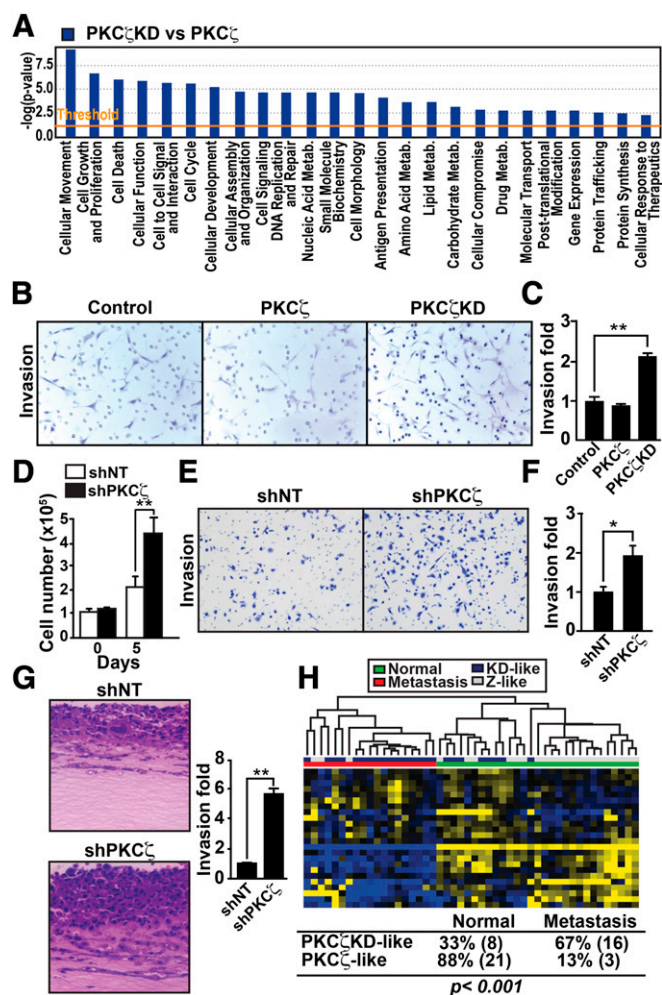 A
PKCζKD vs PKCζ
-log(p-value)
7.5
5.0
2.5
0.0
Threshold
Cellular Movement
Cell Growth
and Proliferation
Cell Death
Cellular Function
Cell to Cell Signal
and Interaction
Cell Cycle
Cellular Development
Cellular Assembly
and Organization
Cell Signaling
DNA Replication
and Repair
Nucleic Acid Metab.
Small Molecule
Biochemistry
Cell Morphology
Antigen Presentation
Amino Acid Metab.
Lipid Metab.
Carbohydrate Metab.
Cellular Compromise
Drug Metab.
Molecular Transport
Post-translational
Modification
Gene Expression
Protein Trafficking
Protein Synthesis
Cellular Response to
Therapeutics
B
Control PKCζ PKCζKD
Invasion
C
Invasion fold
3
2
1
0
**
Control
PKCζ
PKCζKD
D
shNT
shPKCζ
Cell number (x10⁵)
5
4
3
2
1
0
**
0 5
Days
E
shNT shPKCζ
Invasion
F
Invasion fold
3
2
1
0
*
shNT
shPKCζ
G
shNT
shPKCζ
Invasion fold
8
6
4
2
0
**
shNT
shPKCζ
H
Normal KD-like
Metastasis Z-like
Normal Metastasis
PKCζKD-like 33% (8) 67% (16)
PKCζ-like 88% (21) 13% (3)
p< 0.001